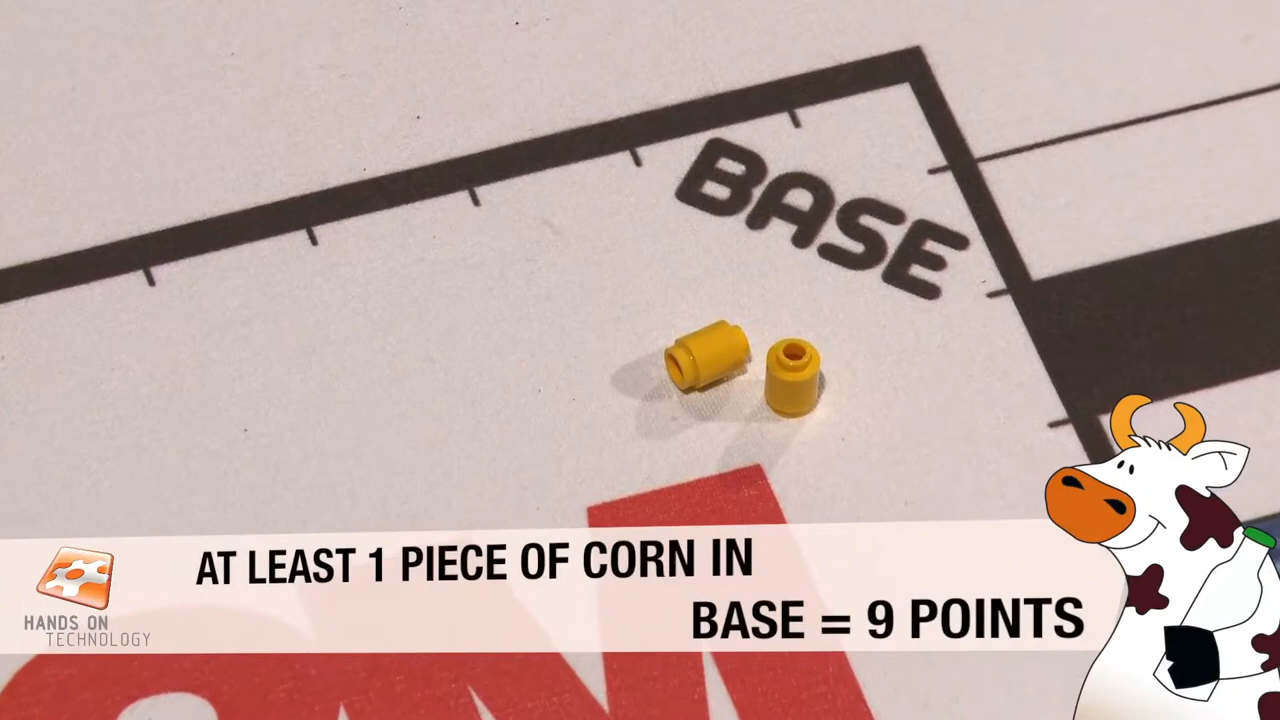 BASE
AT LEAST 1 PIECE OF CORN IN
BASE = 9 POINTS
HANDS ON
TECHNOLOGY